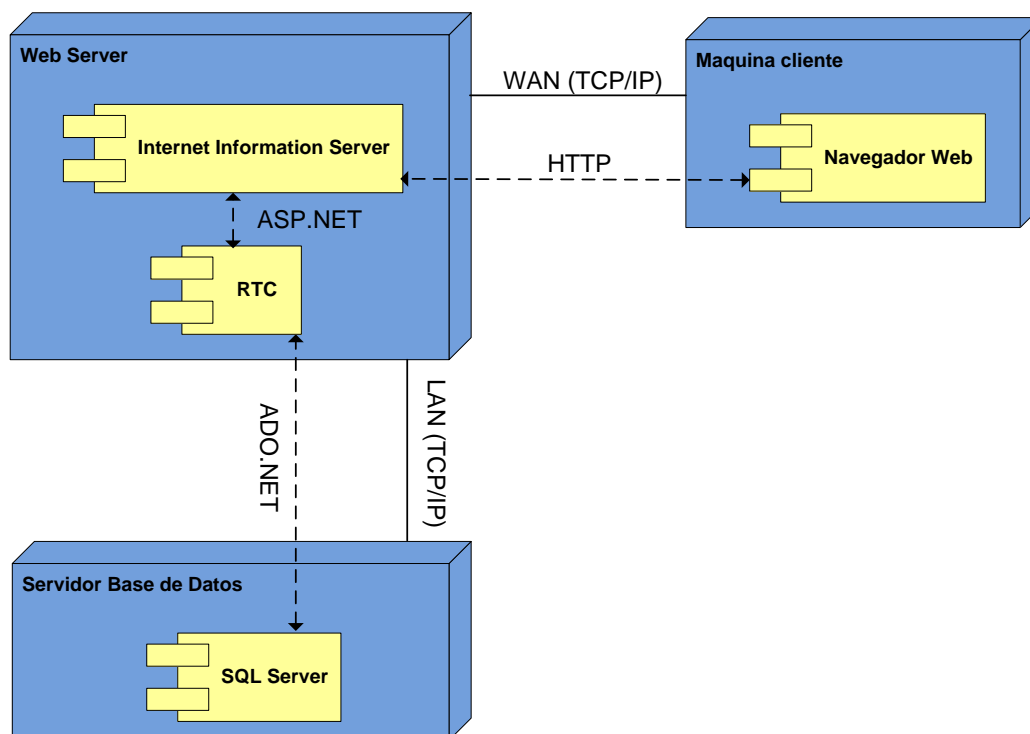 Web Server
Maquina cliente
WAN (TCP/IP)
Internet Information Server
Navegador Web
HTTP
ASP.NET
RTC
ADO.NET
LAN (TCP/IP)
Servidor Base de Datos
SQL Server